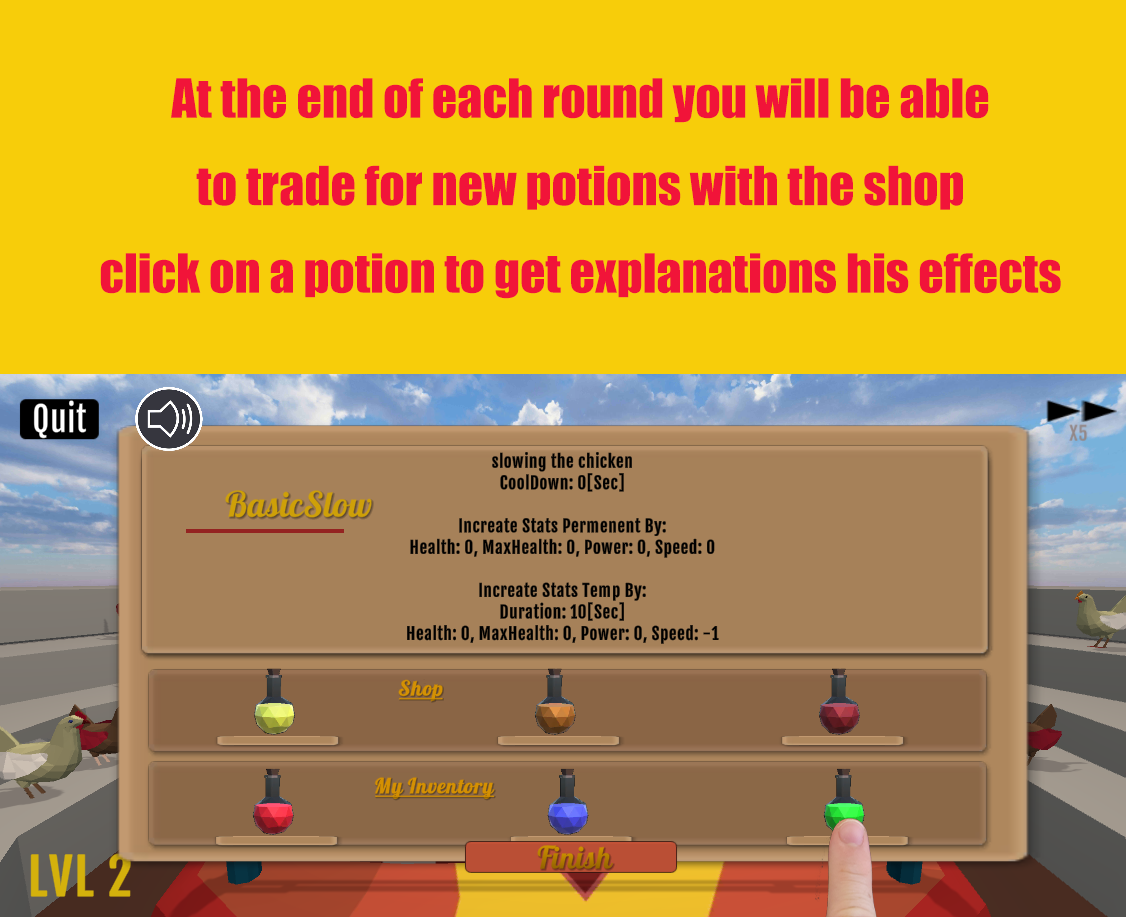 At the end of each round you will be able
to trade for new potions with the shop
click on a potion to get explanations his effects
Quit
X5
slowing the chicken
CoolDown: 0[Sec]
BasicSlow
Increate Stats Permenent By:
Health: 0, MaxHealth: 0, Power: 0, Speed: 0
Increate Stats Temp By:
Duration: 10[Sec]
Health: 0, MaxHealth: 0, Power: 0, Speed: -1
Shop
My Inventory
Finish
LVL 2